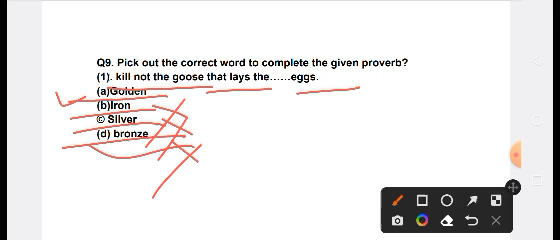 Q9. Pick out the correct word to complete the given proverb?
(1). kill not the goose that lays the......eggs.
(a)Golden
(b)Iron
© Silver
(d) bronze